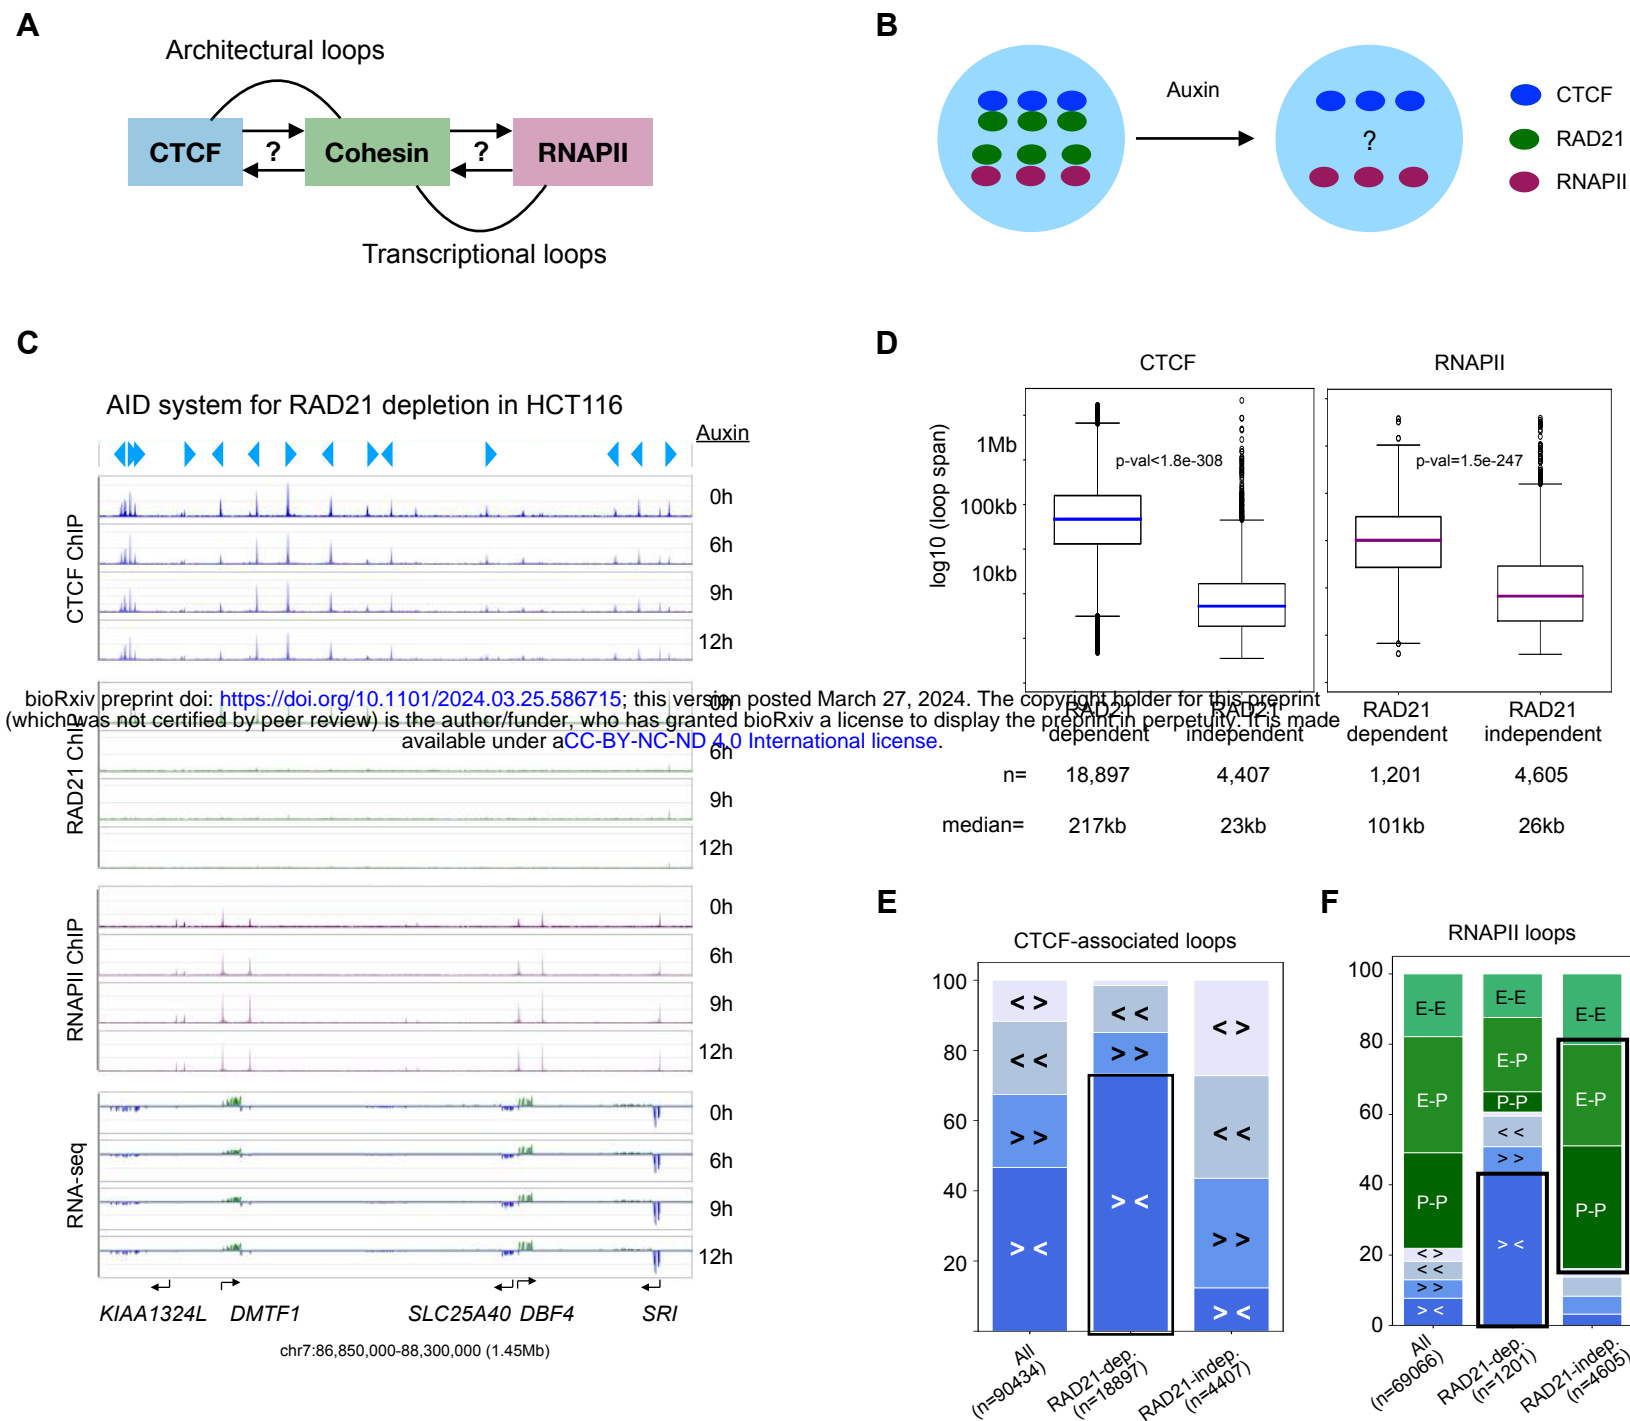 A
Architectural loops
CTCF
?
Cohesin
?
RNAPII
Transcriptional loops
B
Auxin
?
CTCF
RAD21
RNAPII
C
AID system for RAD21 depletion in HCT116
Auxin
CTCF ChIP
0h
6h
9h
12h
RAD21 ChIP
0h
6h
9h
12h
RNAPII ChIP
0h
6h
9h
12h
RNA-seq
0h
6h
9h
12h
KIAA1324L DMTF1 SLC25A40 DBF4 SRI
chr7:86,850,000-88,300,000 (1.45Mb)
bioRxiv preprint doi: https://doi.org/10.1101/2024.03.25.586715; this version posted March 27, 2024. The copyright holder for this preprint
(which was not certified by peer review) is the author/funder, who has granted bioRxiv a license to display the preprint in perpetuity. It is made
available under aCC-BY-NC-ND 4.0 International license.
D
CTCF RNAPII
log10 (loop span)
1Mb
100kb
10kb
p-val<1.8e-308
p-val=1.5e-247
RAD21 RAD21 RAD21 RAD21
dependent independent dependent independent
n= 18,897 4,407 1,201 4,605
median= 217kb 23kb 101kb 26kb
E
CTCF-associated loops
100
80
60
40
20
< >
< <
> >
> <
< <
> >
> <
< >
< <
> >
> <
All
(n=90434)
RAD21-dep.
(n=18897)
RAD21-indep.
(n=4407)
F
RNAPII loops
100
80
60
40
20
0
E-E
E-P
P-P
< >
< <
> >
> <
E-E
E-P
P-P
< <
> >
> <
E-E
E-P
P-P
All
(n=69066)
RAD21-dep.
(n=1201)
RAD21-indep.
(n=4605)